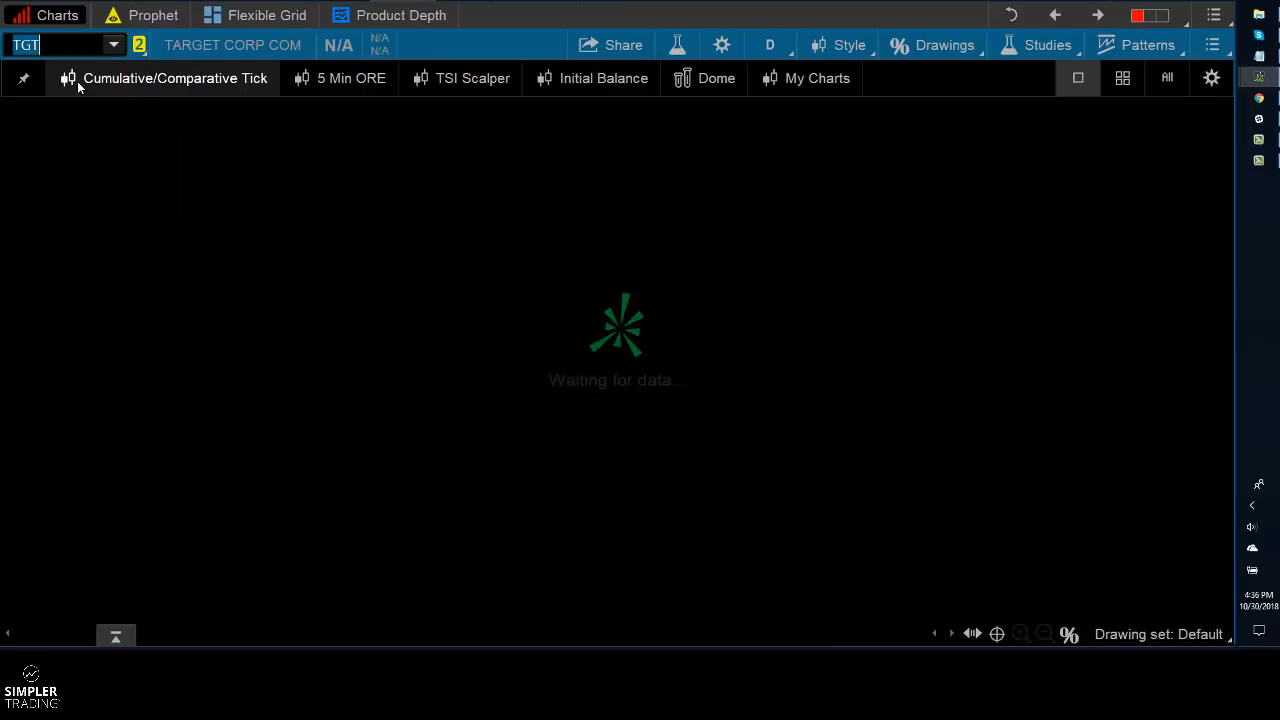 Charts Prophet Flexible Grid Product Depth
TGT 2 TARGET CORP COM N/A N/A N/A Share D Style Drawings Studies Patterns
Cumulative/Comparative Tick 5 Min ORE TSI Scalper Initial Balance Dome My Charts All
Waiting for data...
4:36 PM
10/30/2018
Drawing set: Default
SIMPLER
TRADING